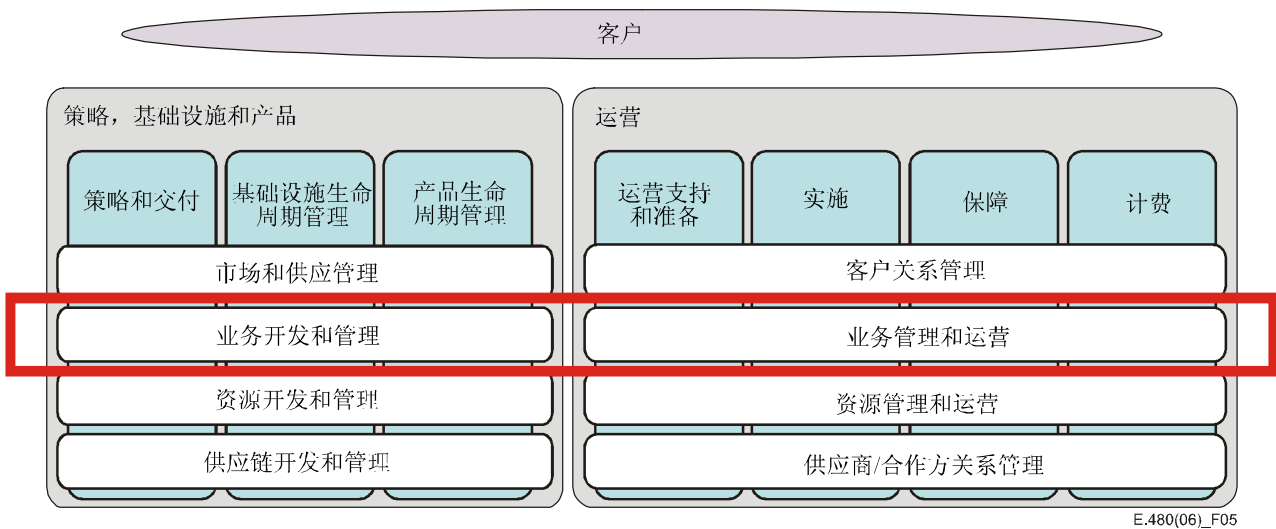 客户
策略，基础设施和产品
策略和交付
基础设施生命
周期管理
产品生命
周期管理
市场和供应管理
业务开发和管理
资源开发和管理
供应链开发和管理
运营
运营支持
和准备
实施
保障
计费
客户关系管理
业务管理和运营
资源管理和运营
供应商/合作方关系管理
E.480(06)_F05